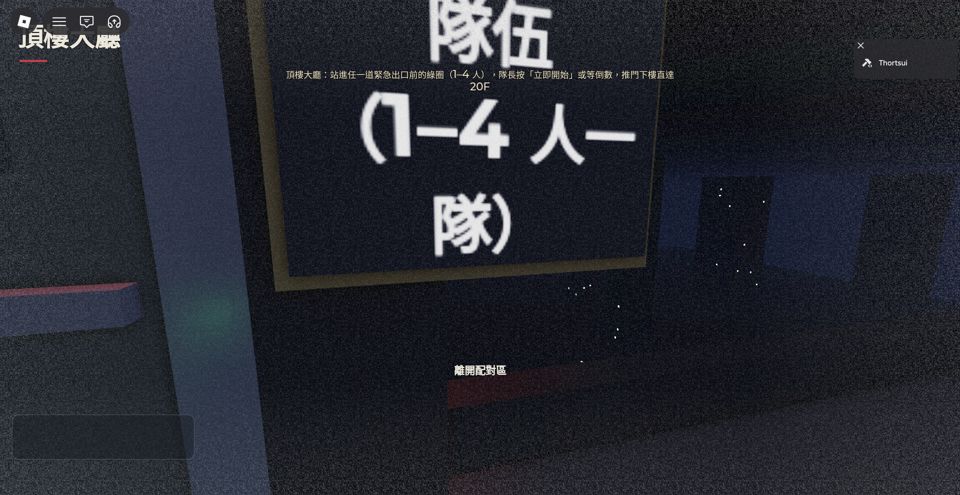 頂樓大廳
隊伍
(1–4 人一
隊)
頂樓大廳：站進任一道緊急出口前的綠圈（1–4 人），隊長按「立即開始」或等倒數，推門下樓直達
20F
Thortsui
離開配對區